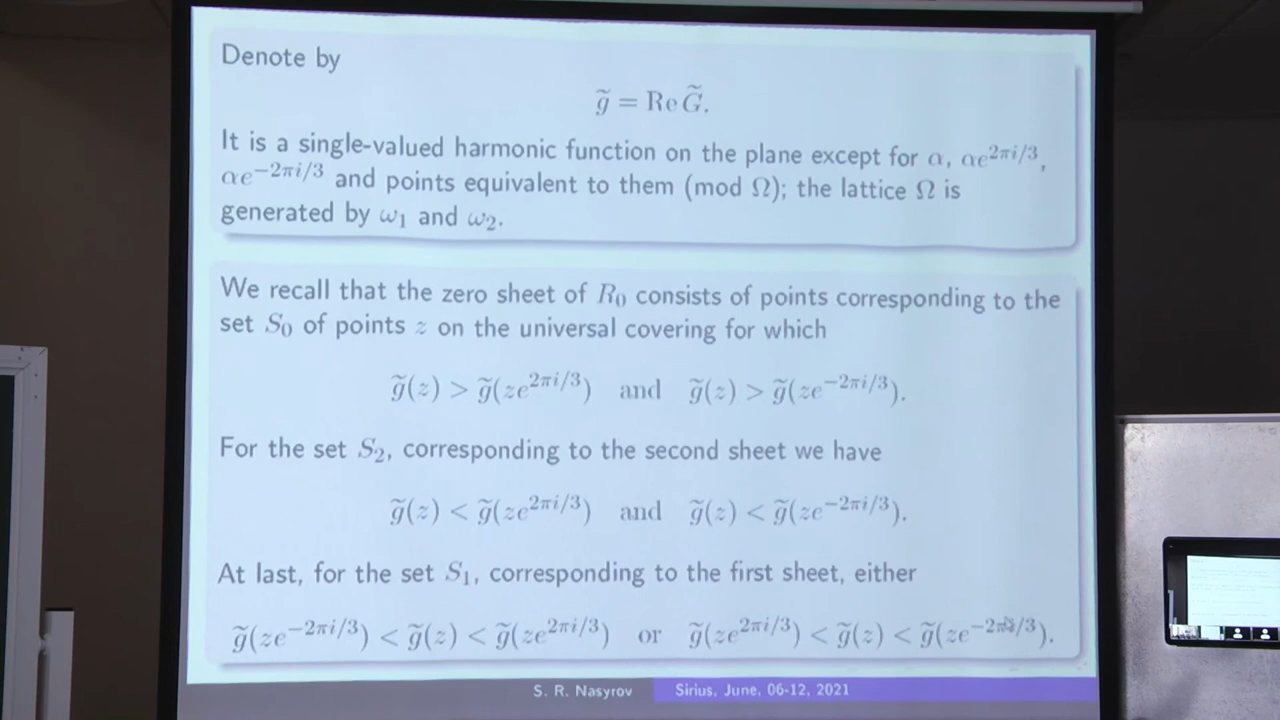 Denote by
g̃ = Re G̃.
It is a single-valued harmonic function on the plane except for α, αe^{2πi/3},
αe^{−2πi/3} and points equivalent to them (mod Ω); the lattice Ω is
generated by ω₁ and ω₂.
We recall that the zero sheet of R₀ consists of points corresponding to the
set S₀ of points z on the universal covering for which
g̃(z) > g̃(ze^{2πi/3}) and g̃(z) > g̃(ze^{−2πi/3}).
For the set S₂, corresponding to the second sheet we have
g̃(z) < g̃(ze^{2πi/3}) and g̃(z) < g̃(ze^{−2πi/3}).
At last, for the set S₁, corresponding to the first sheet, either
g̃(ze^{−2πi/3}) < g̃(z) < g̃(ze^{2πi/3}) or g̃(ze^{2πi/3}) < g̃(z) < g̃(ze^{−2πi/3}).
S. R. Nasyrov Sirius, June, 06-12, 2021